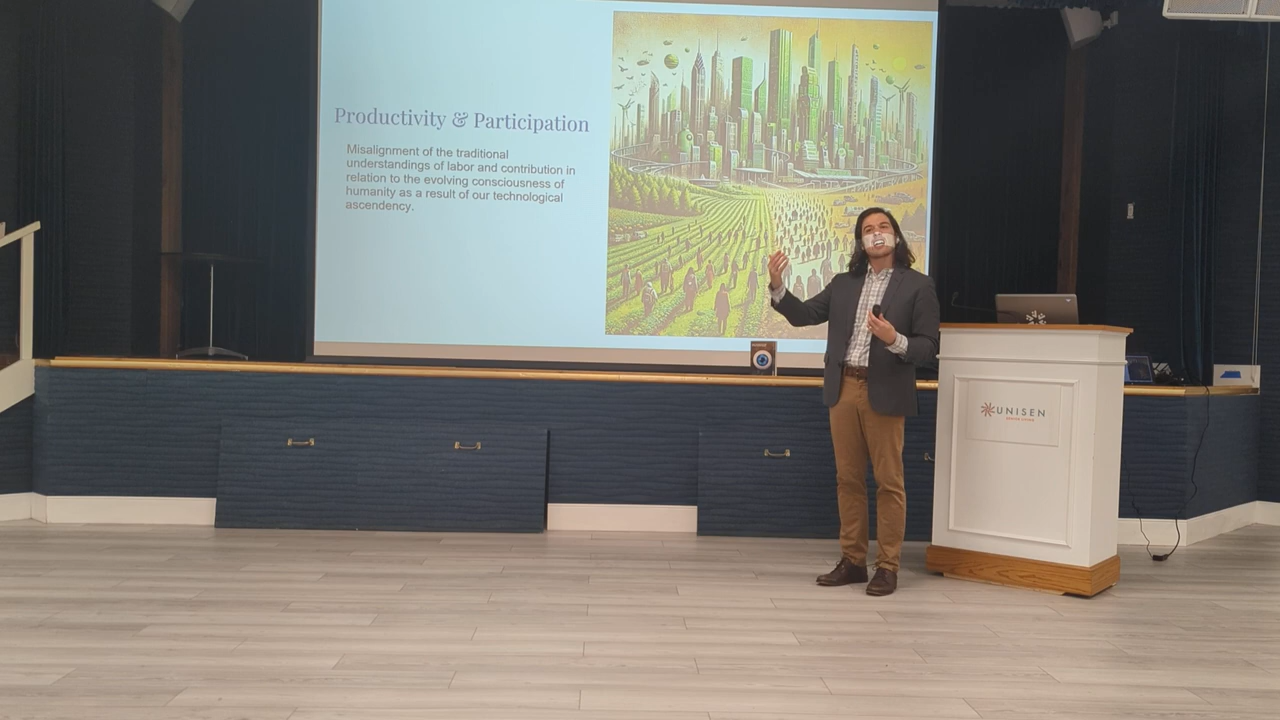 Productivity & Participation
Misalignment of the traditional
understandings of labor and contribution in
relation to the evolving consciousness of
humanity as a result of our technological
ascendency.
UNISEN